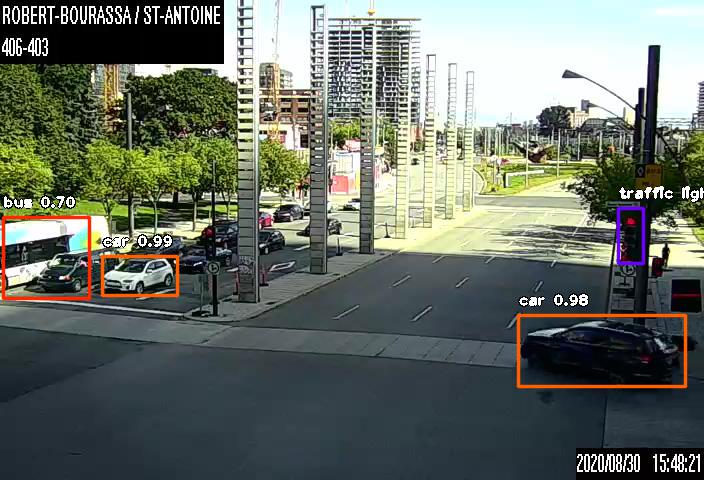 ROBERT-BOURASSA / ST-ANTOINE
406-403
bus 0.70
car 0.99
traffic ligh
car 0.98
2020/08/30 15:48:21